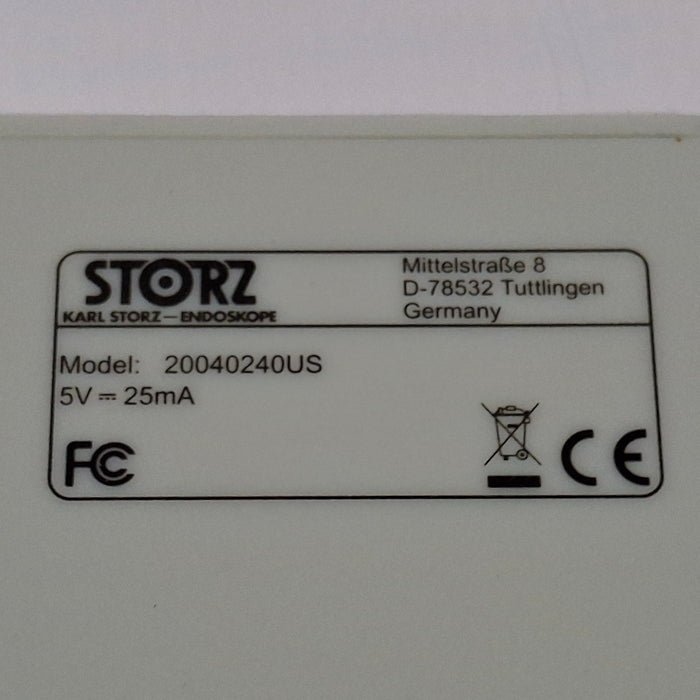 STORZ
KARL STORZ—ENDOSKOPE
Mittelstraße 8
D-78532 Tuttlingen
Germany
Model: 20040240US
5V ⎓ 25mA
FC
CE